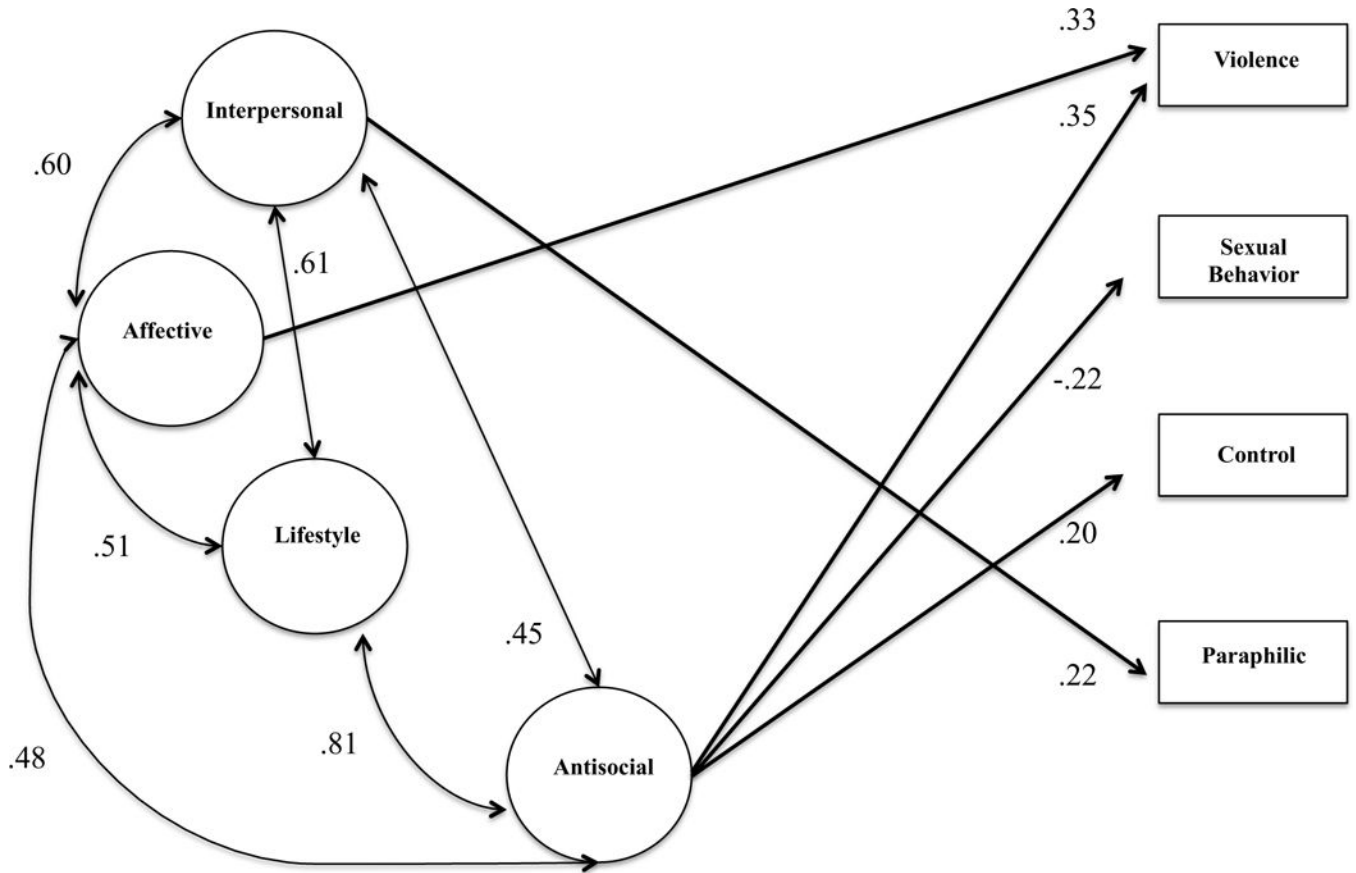 .33
Violence
Interpersonal
.35
.60
Sexual
Behavior
.61
Affective
-.22
Control
Lifestyle
.20
.51
.45
Paraphilic
.22
.81
Antisocial
.48